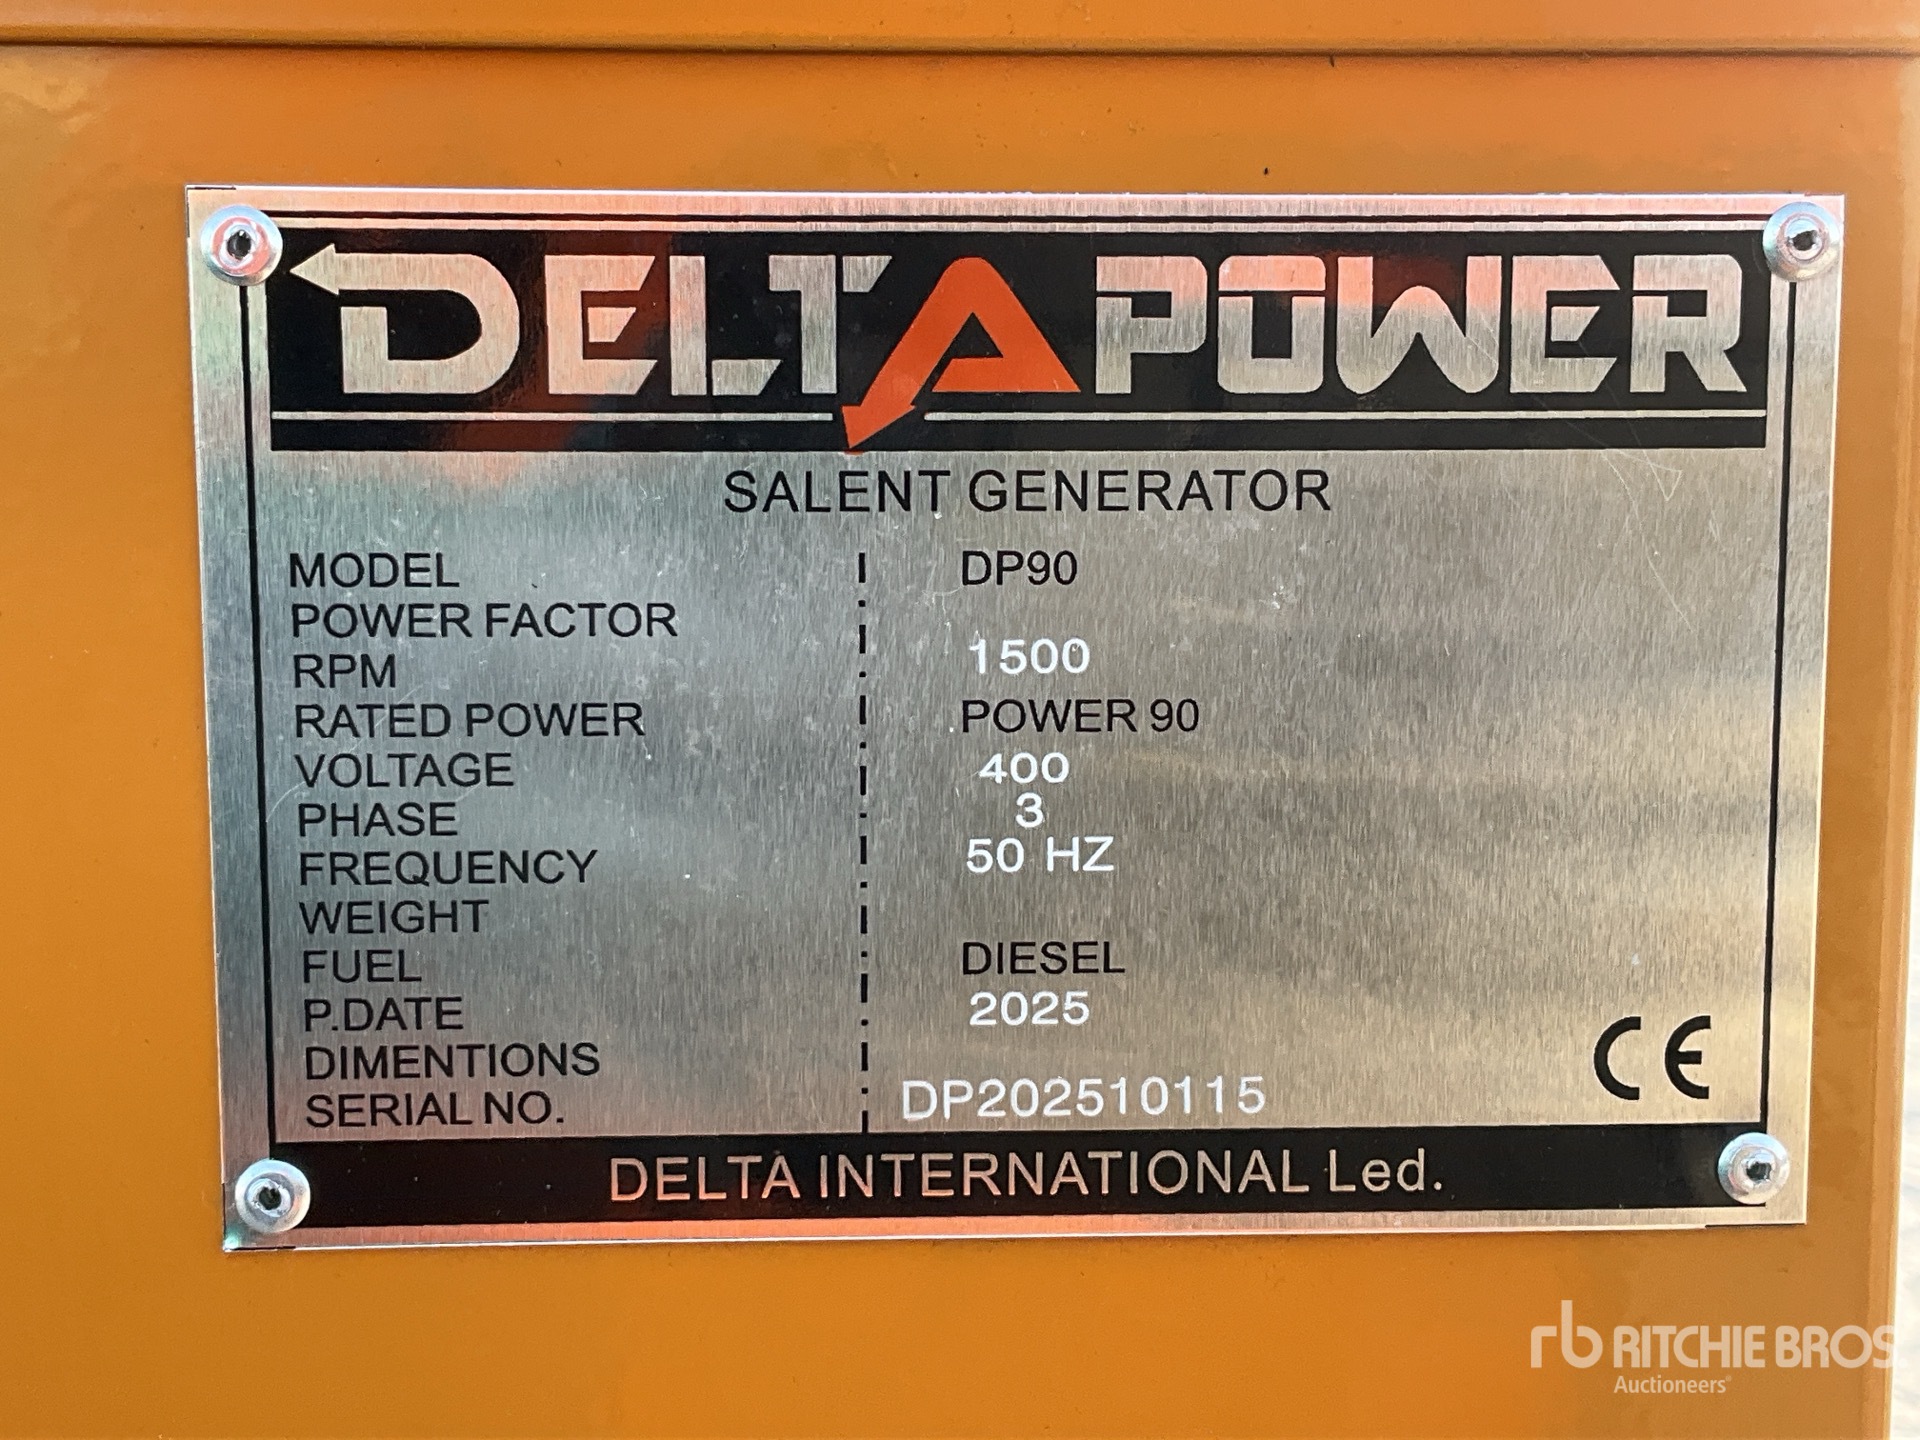 DELTA POWER
SALENT GENERATOR
MODEL DP90
POWER FACTOR
RPM 1500
RATED POWER POWER 90
VOLTAGE 400
PHASE 3
FREQUENCY 50 HZ
WEIGHT
FUEL DIESEL
P.DATE 2025
DIMENTIONS
SERIAL NO. DP202510115
CE
DELTA INTERNATIONAL Led.
rb RITCHIE BROS.
Auctioneers